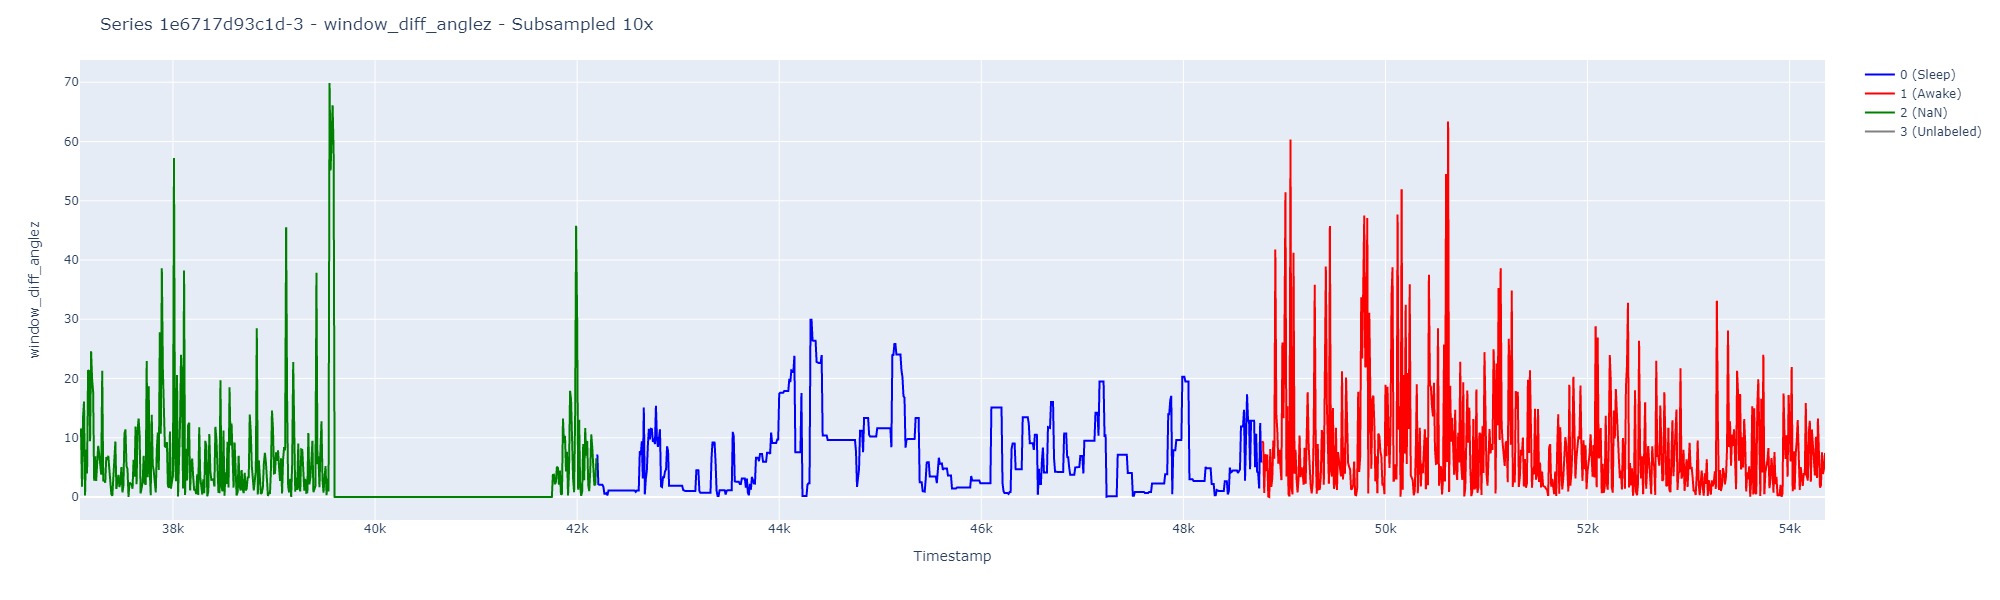 Series 1e6717d93c1d-3 - window_diff_anglez - Subsampled 10x
0 (Sleep)
1 (Awake)
2 (NaN)
3 (Unlabeled)
window_diff_anglez
70
60
50
40
30
20
10
0
38k 40k 42k 44k 46k 48k 50k 52k 54k
Timestamp